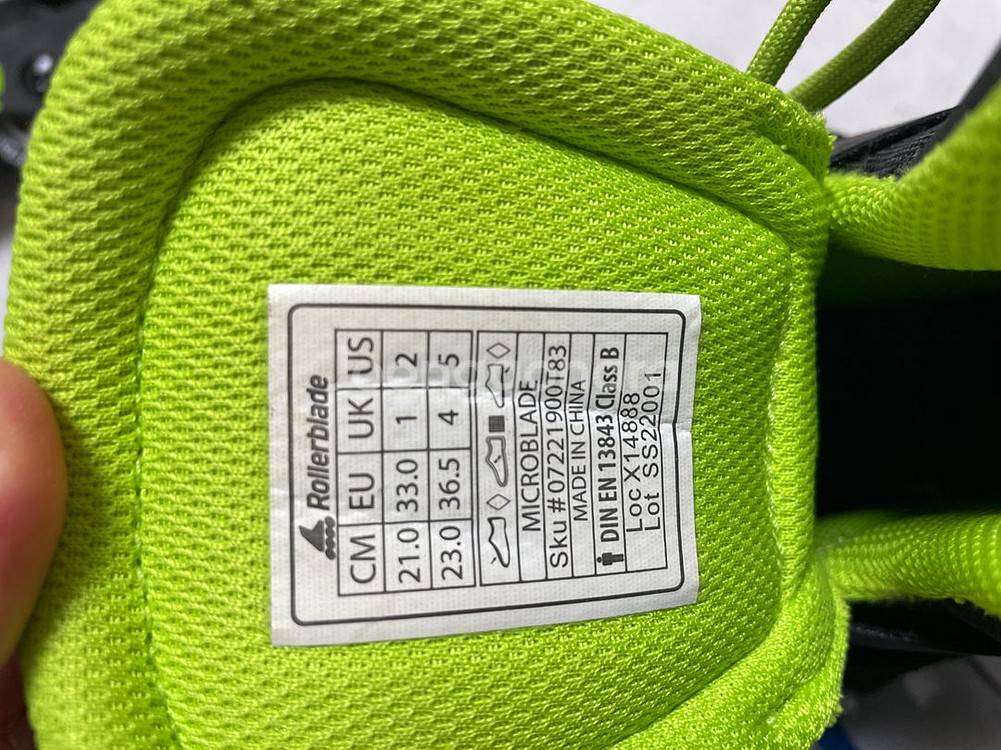 Rollerblade
CM EU UK US
21.0 33.0 1 2
23.0 36.5 4 5
MICROBLADE
Sku # 07221900T83
MADE IN CHINA
DIN EN 13843 Class B
Loc X14888
Lot SS22001